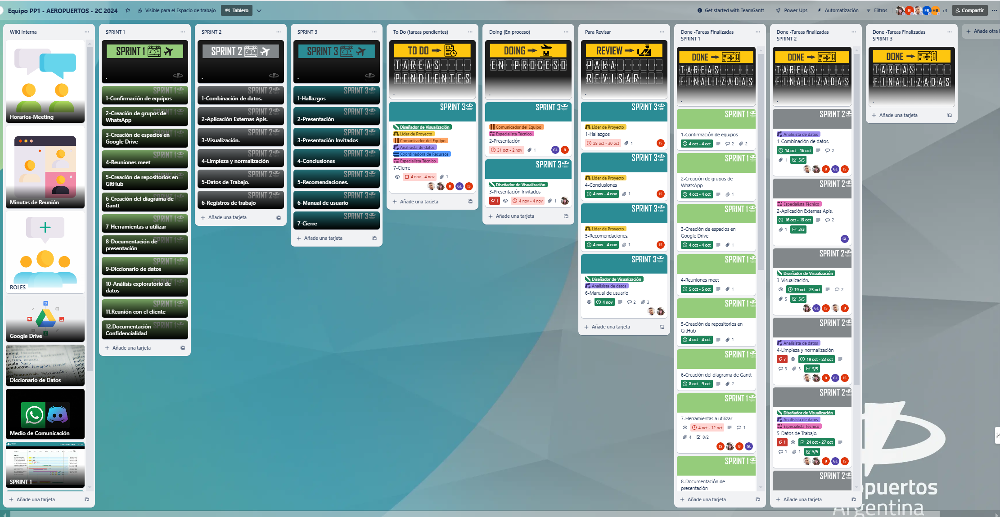 Equipo PP1 - AEROPUERTOS - 2C 2024
Visible para el Espacio de trabajo
Tablero
Get started with TeamGantt
Power-Ups
Automatización
Filtros
B
FR
HB
+3
Compartir
WIKI interna
Horarios-Meeting
Minutas de Reunión
ROLES
Google Drive
Diccionario de Datos
Medio de Comunicación
SPRINT 1
Añade una tarjeta
SPRINT 1
SPRINT 1
.
SPRINT 1
1-Confirmación de equipos
SPRINT 1
2-Creación de grupos de
WhatsApp
SPRINT 1
3-Creación de espacios en
Google Drive
SPRINT 1
4-Reuniones meet
SPRINT 1
5-Creación de repositorios en
GitHub
SPRINT 1
6-Creación del diagrama de
Gantt
SPRINT 1
7-Herramientas a utilizar
SPRINT 1
8-Documentación de
presentación
SPRINT 1
9-Diccionario de datos
SPRINT 1
10-Análisis exploratorio de
datos
SPRINT 1
11.Reunión con el cliente
SPRINT 1
12.Documentación
Confidencialidad
Añade una tarjeta
SPRINT 2
SPRINT 2
.
SPRINT 2
1-Combinación de datos.
SPRINT 2
2-Aplicación Externas Apis.
SPRINT 2
3-Visualización.
SPRINT 2
4-Limpieza y normalización
SPRINT 2
5-Datos de Trabajo.
SPRINT 2
6-Registros de trabajo
Añade una tarjeta
SPRINT 3
SPRINT 3
.
SPRINT 3
1-Hallazgos
SPRINT 3
2-Presentación
SPRINT 3
3-Presentación Invitados
SPRINT 3
4-Conclusiones
SPRINT 3
5-Recomendaciones.
SPRINT 3
6-Manual de usuario
SPRINT 3
7-Cierre
Añade una tarjeta
To Do (tareas pendientes)
TO DO
TAREAS
PENDIENTES
.
SPRINT 3
Diseñador de Visualización
Líder de Proyecto
Comunicador del Equipo
Analisista de datos
Coordinadora de Recursos
Especialista Técnico
7-Cierre
4 nov - 4 nov
1
B
GL
IS
Añade una tarjeta
Doing (En proceso)
DOING
EN PROCESO
.
SPRINT 3
Comunicador del Equipo
Especialista Técnico
2-Presentación
31 oct - 2 nov
1
GL
B
SPRINT 3
Diseñador de Visualización
3-Presentación Invitados
1
4 nov - 4 nov
1
Añade una tarjeta
Para Revisar
REVIEW
PARA
REVISAR
.
SPRINT 3
Líder de Proyecto
1-Hallazgos
28 oct - 30 oct
1
IS
SPRINT 3
Líder de Proyecto
4-Conclusiones
4 nov - 4 nov
1
IS
SPRINT 3
Líder de Proyecto
5-Recomendaciones.
4 nov - 4 nov
1
IS
SPRINT 3
Diseñador de Visualización
Analisista de datos
6-Manual de usuario
4 nov
2
3
Añade una tarjeta
Done -Tareas Finalizadas
SPRINT 1
DONE
TAREAS
FINALIZADAS
.
SPRINT 1
1-Confirmación de equipos
4 oct - 4 oct
2
2
SPRINT 1
2-Creación de grupos de
WhatsApp
4 oct - 4 oct
1
SPRINT 1
3-Creación de espacios en
Google Drive
4 oct - 4 oct
1
SPRINT 1
4-Reuniones meet
5 oct - 5 oct
1
SPRINT 1
5-Creación de repositorios en
GitHub
4 oct - 4 oct
1
SPRINT 1
6-Creación del diagrama de Gantt
8 oct - 9 oct
2
SPRINT 1
7-Herramientas a utilizar
4 oct - 12 oct
1
4
0/2
IS
B
GL
SPRINT 1
8-Documentación de
presentación
Añade una tarjeta
Done -Tareas finalizadas
SPRINT 2
DONE
TAREAS
FINALIZADAS
.
SPRINT 2
Analisista de datos
1-Combinación de datos.
14 oct - 16 oct
2
1
5/5
B
GL
IS
SPRINT 2
Especialista Técnico
2-Aplicación Externas Apis.
16 oct - 19 oct
2
1
3/3
GL
SPRINT 2
Diseñador de Visualización
3-Visualización.
19 oct - 23 oct
2
5
5/5
GL
IS
B
SPRINT 2
Analisista de datos
4-Limpieza y normalización
7
19 oct - 23 oct
3
3
5/5
B
GL
IS
SPRINT 2
Diseñador de Visualización
Analisista de datos
Especialista Técnico
5-Datos de Trabajo.
1
24 oct - 27 oct
1
1
5/5
B
GL
IS
SPRINT 2
Añade una tarjeta
Done -Tareas Finalizadas
SPRINT 3
DONE
TAREAS
FINALIZADAS
.
Añade una tarjeta
Añade otra
opuertos
Argentina